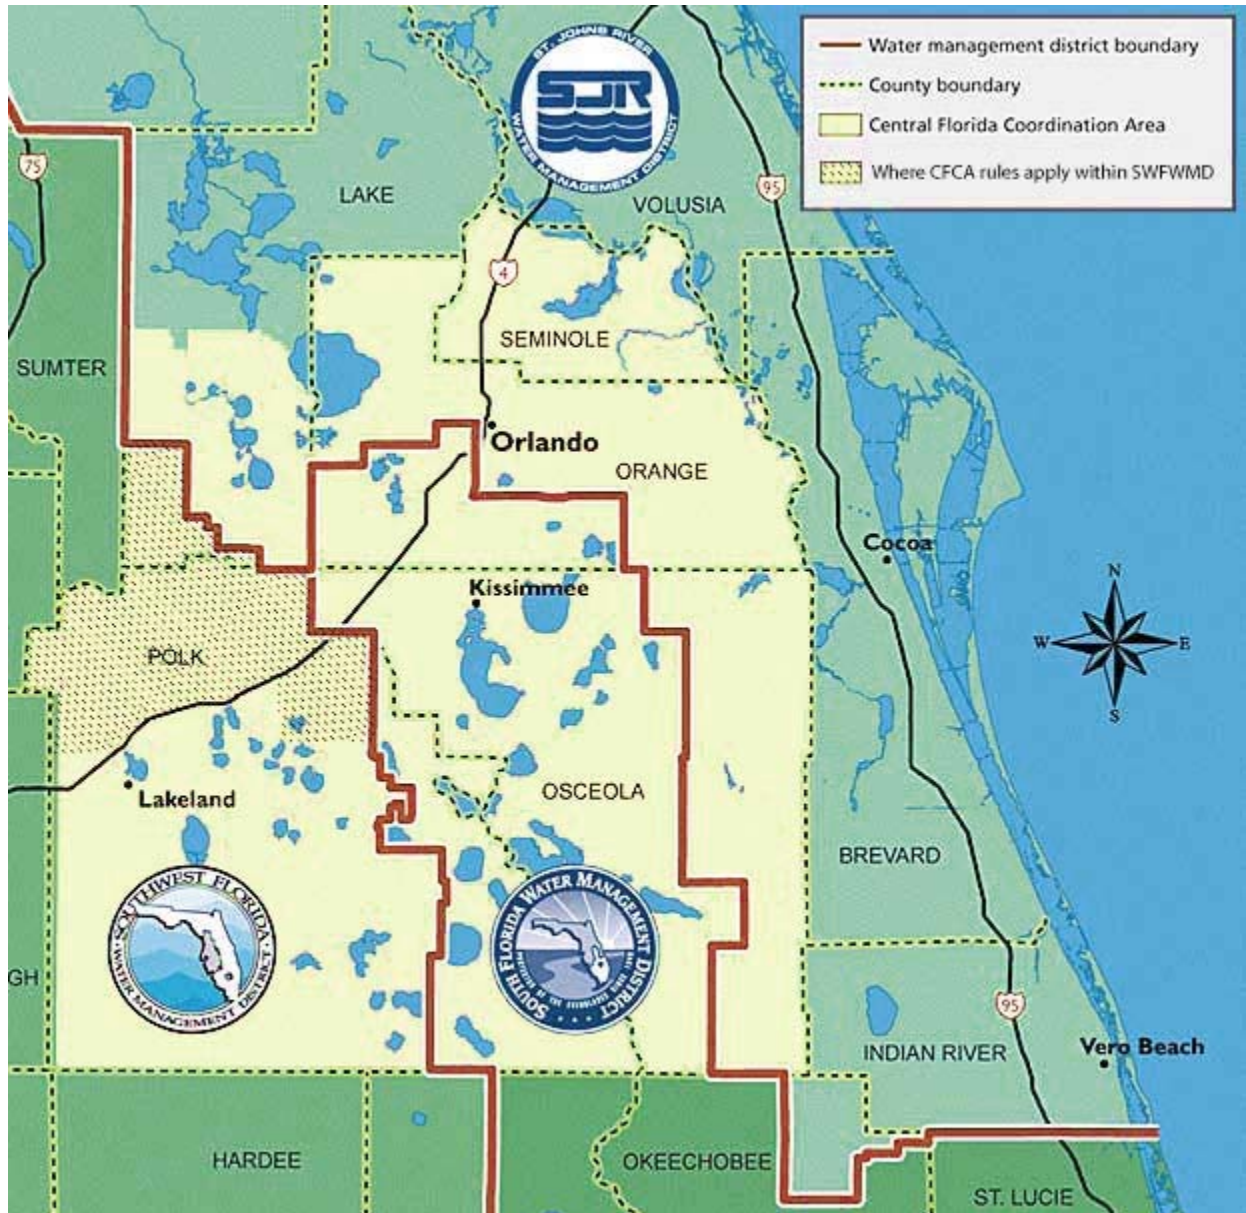 Water management district boundary
County boundary
Central Florida Coordination Area
Where CFCA rules apply within SWFWMD
ST. JOHNS RIVER
SJR
WATER MANAGEMENT DISTRICT
75
LAKE
VOLUSIA
95
4
SEMINOLE
SUMTER
Orlando
ORANGE
Cocoa
Kissimmee
N
W
E
S
POLK
OSCEOLA
Lakeland
BREVARD
SOUTHWEST FLORIDA
WATER MANAGEMENT DISTRICT
SOUTH FLORIDA WATER MANAGEMENT DISTRICT
GH
95
INDIAN RIVER
Vero Beach
HARDEE
OKEECHOBEE
ST. LUCIE